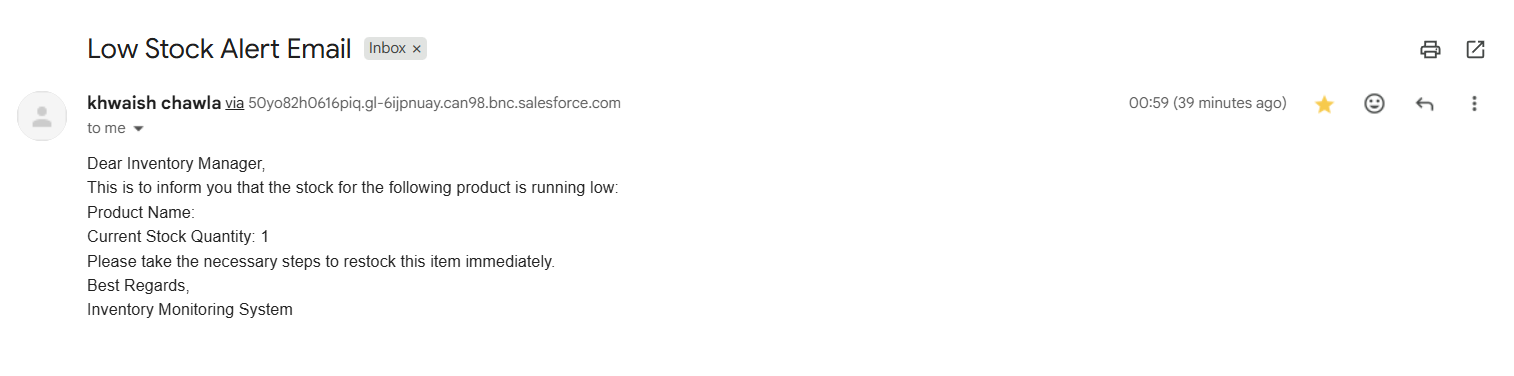 Low Stock Alert Email Inbox ×
khwaish chawla via 50yo82h0616piq.gl-6ijpnuay.can98.bnc.salesforce.com 00:59 (39 minutes ago)
to me
Dear Inventory Manager,
This is to inform you that the stock for the following product is running low:
Product Name:
Current Stock Quantity: 1
Please take the necessary steps to restock this item immediately.
Best Regards,
Inventory Monitoring System